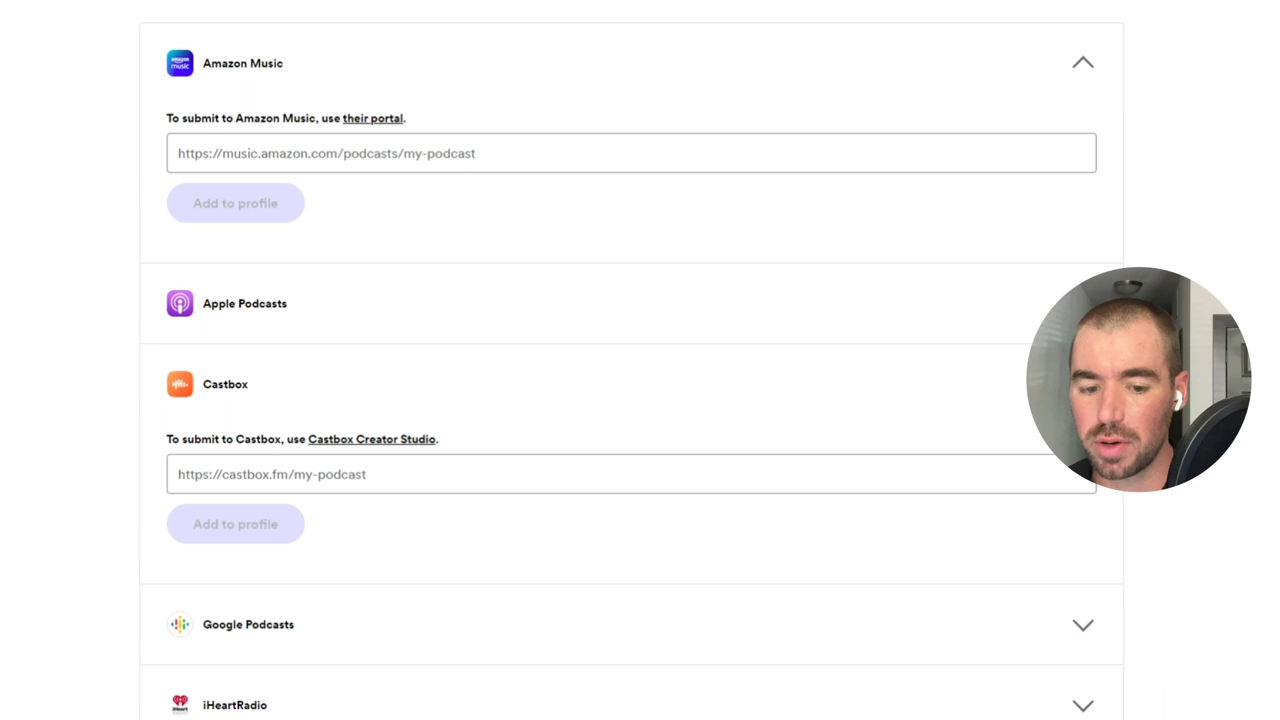 Amazon Music
To submit to Amazon Music, use their portal.
https://music.amazon.com/podcasts/my-podcast
Add to profile
Apple Podcasts
Castbox
To submit to Castbox, use Castbox Creator Studio.
https://castbox.fm/my-podcast
Add to profile
Google Podcasts
iHeartRadio